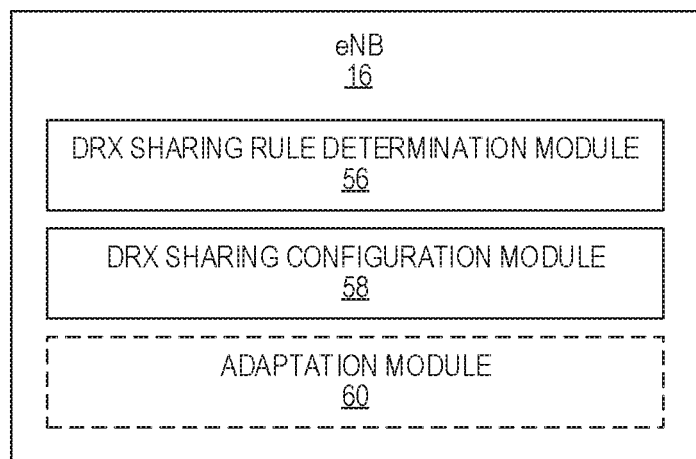 eNB
16
DRX SHARING RULE DETERMINATION MODULE
56
DRX SHARING CONFIGURATION MODULE
58
ADAPTATION MODULE
60